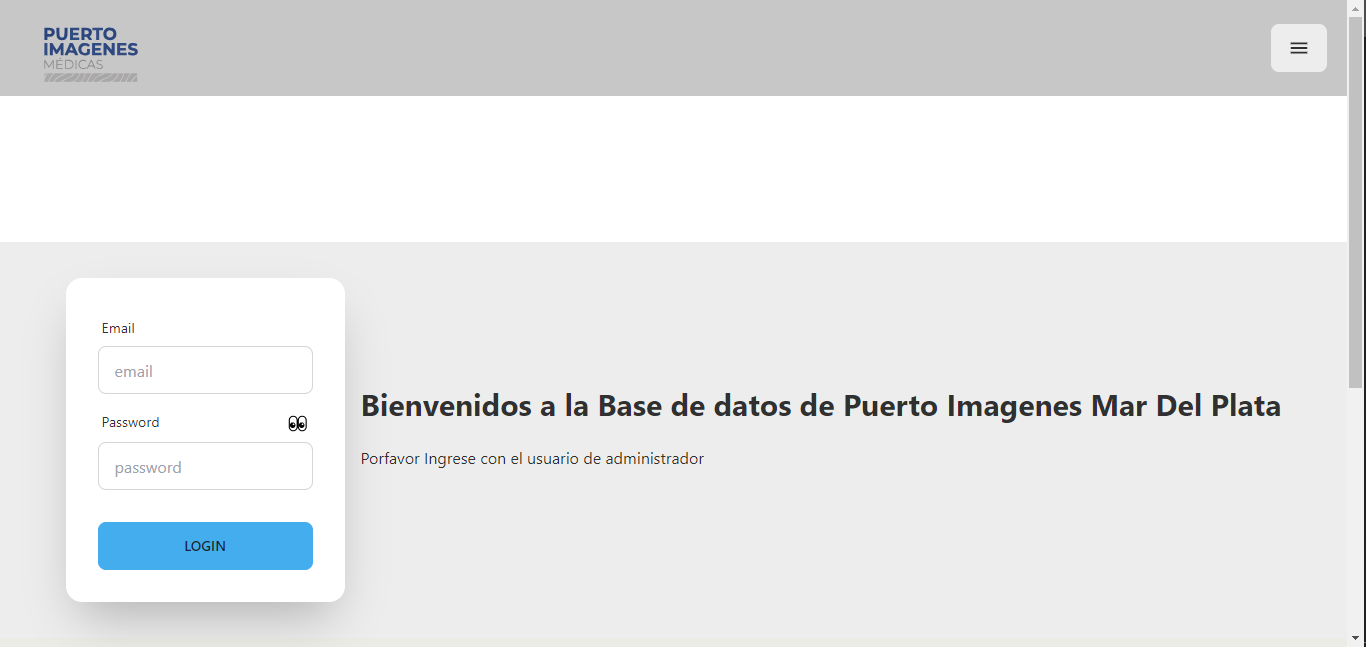 PUERTO
IMAGENES
MÉDICAS
Email
email
Password
password
LOGIN
Bienvenidos a la Base de datos de Puerto Imagenes Mar Del Plata
Porfavor Ingrese con el usuario de administrador